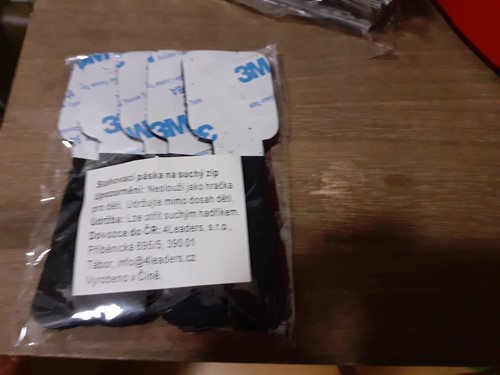 3M
3M
3M
3M
Stahovací páska na suchý zip
Upozornění: Neslouží jako hračka
pro děti. Udržujte mimo dosah dětí.
Údržba: Lze otřít suchým hadříkem.
Dovozce do ČR: 4Leaders, s.r.o.,
Příběnická 695/5, 390 01
Tábor, info@4leaders.cz
Vyrobeno v Číně.